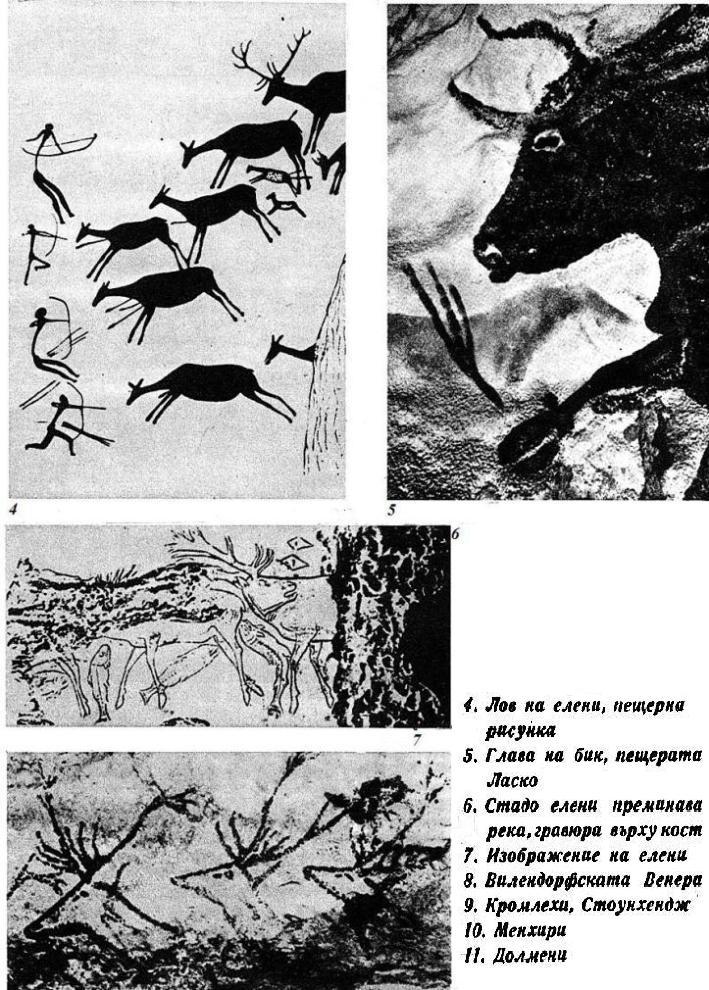 4
5
6
7
4. Лов на елени, пещерна
рисунка
5. Глава на бик, пещерата
Ласко
6. Стадо елени преминава
река, гравюра върху кост
7. Изображение на елени
8. Вилендорфската Венера
9. Кромлехи, Стоунхендж
10. Менхири
11. Долмени